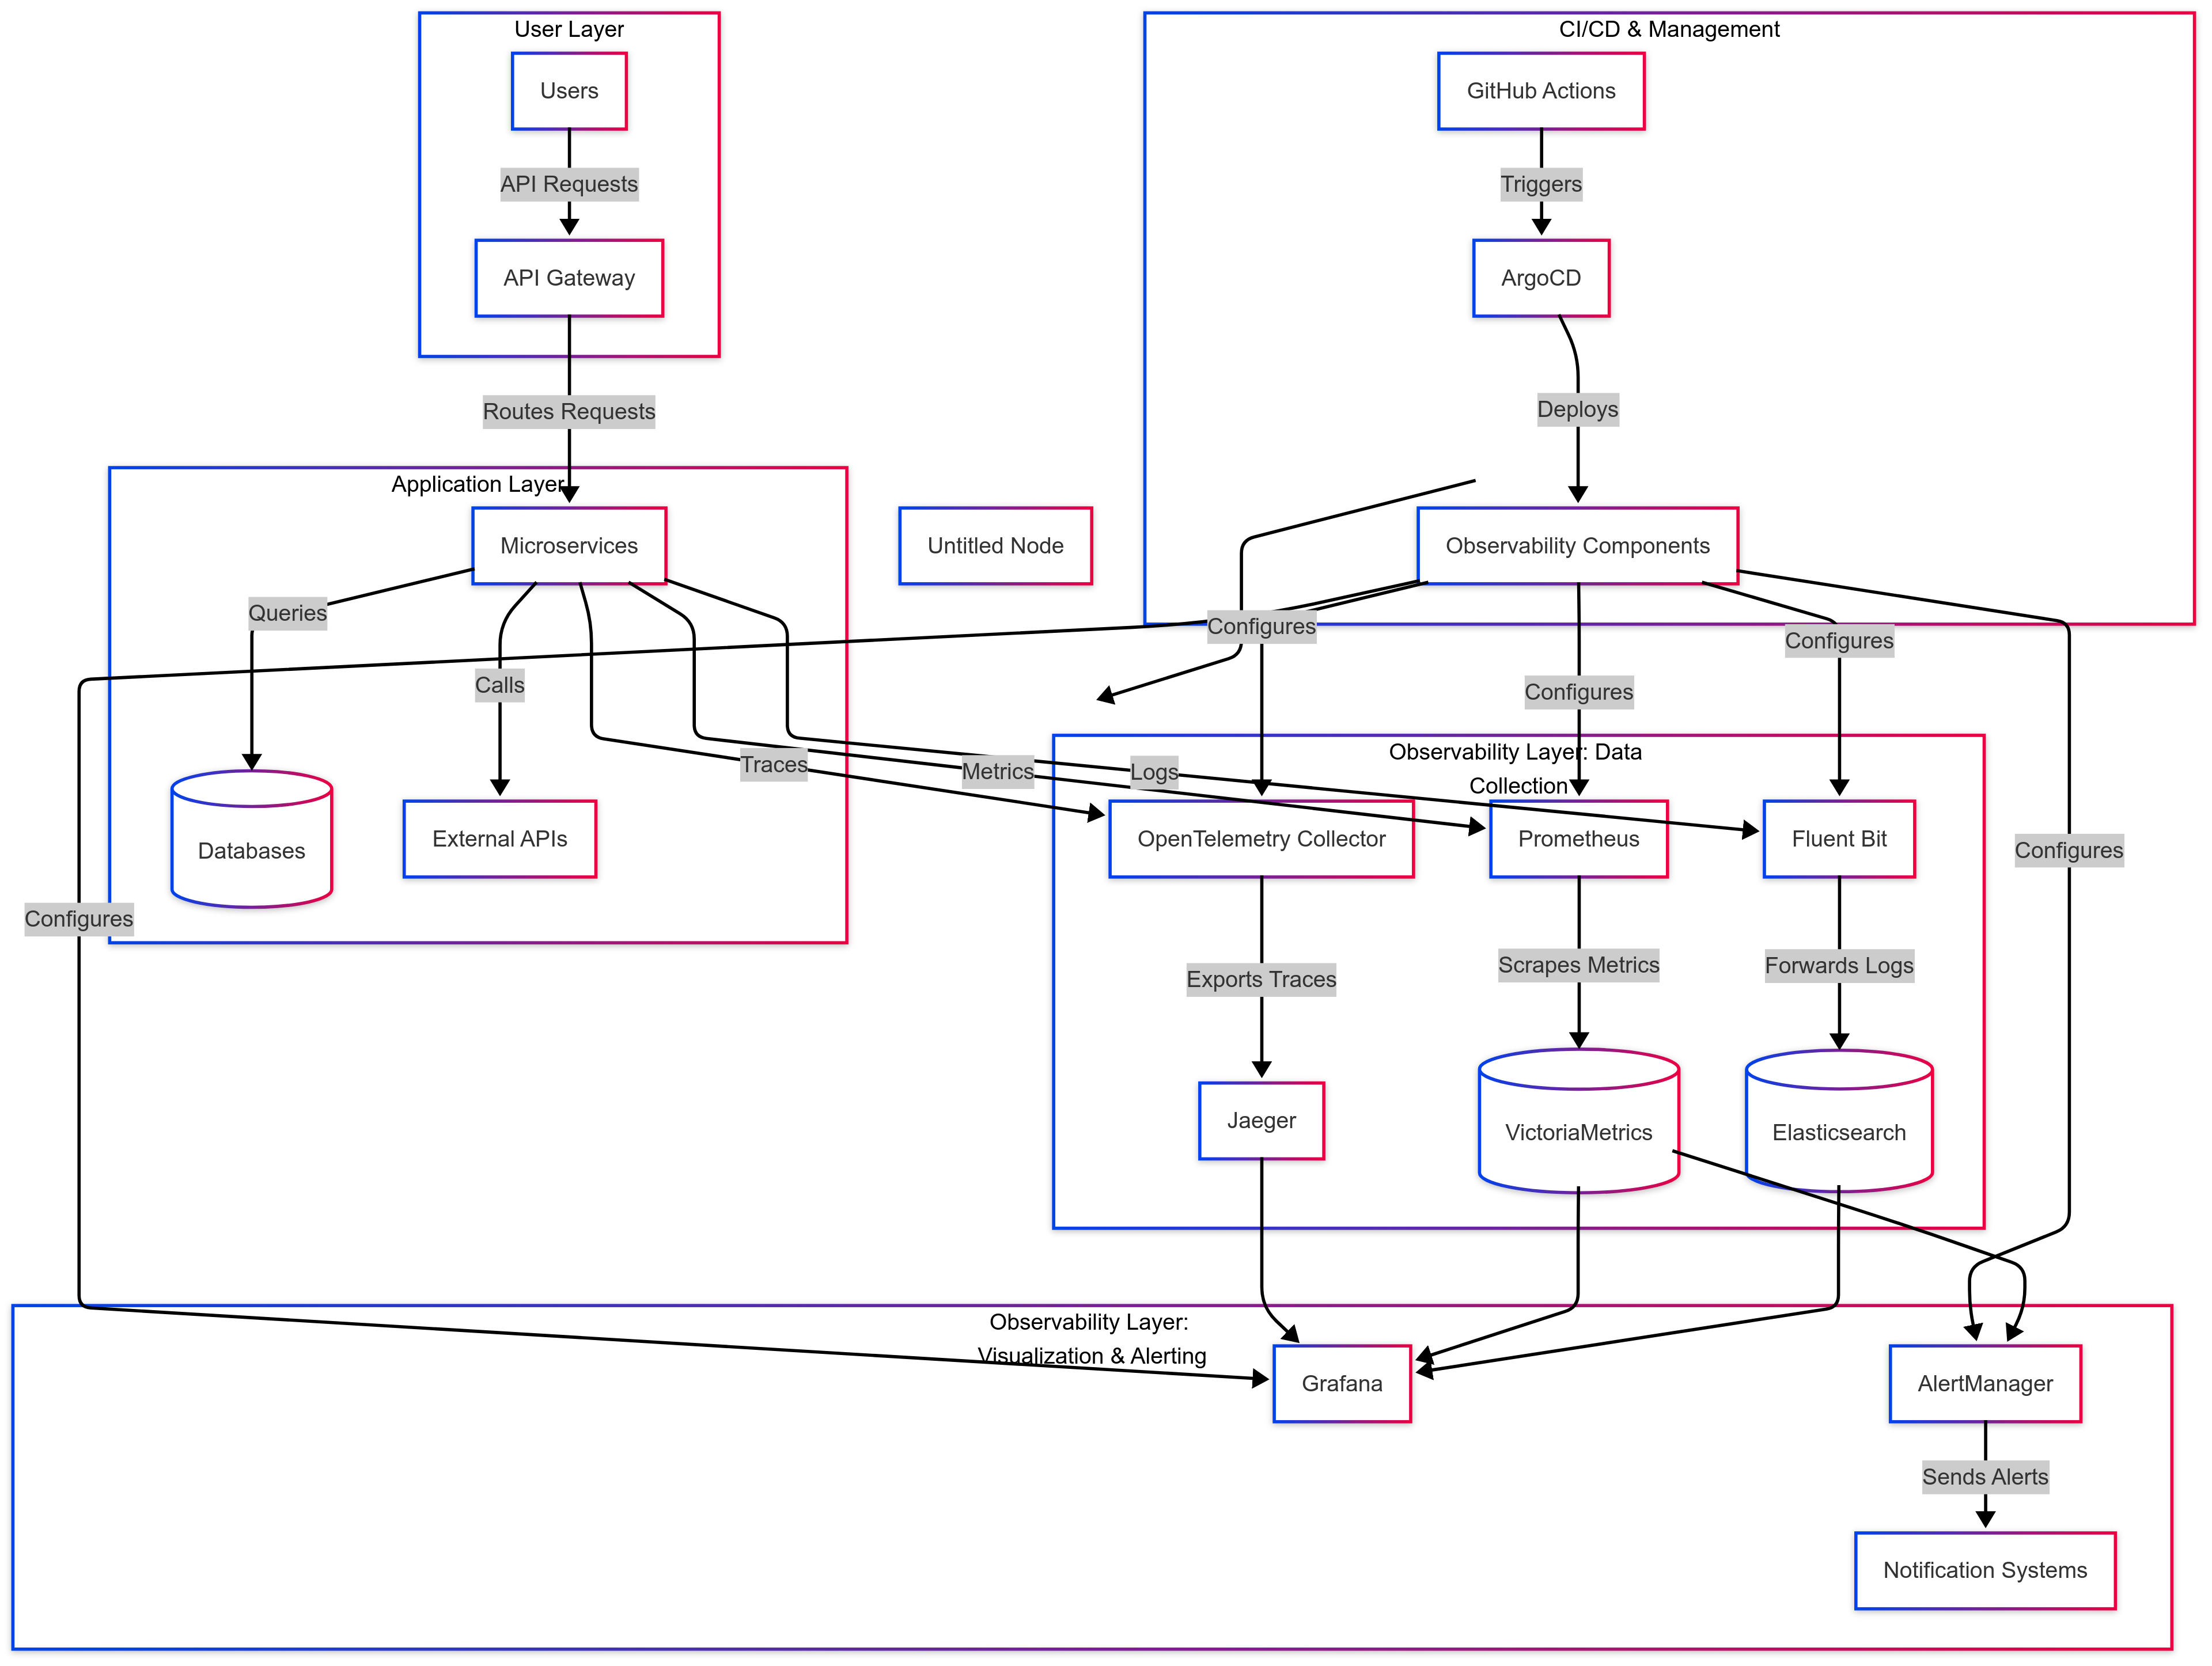 User Layer
CI/CD & Management
Users
GitHub Actions
API Requests
Triggers
API Gateway
ArgoCD
Routes Requests
Deploys
Application Layer
Microservices
Untitled Node
Observability Components
Queries
Configures
Configures
Calls
Configures
Traces
Metrics
Logs
Observability Layer: Data
Collection
Databases
External APIs
OpenTelemetry Collector
Prometheus
Fluent Bit
Configures
Configures
Exports Traces
Scrapes Metrics
Forwards Logs
Jaeger
VictoriaMetrics
Elasticsearch
Observability Layer:
Visualization & Alerting
Grafana
AlertManager
Sends Alerts
Notification Systems